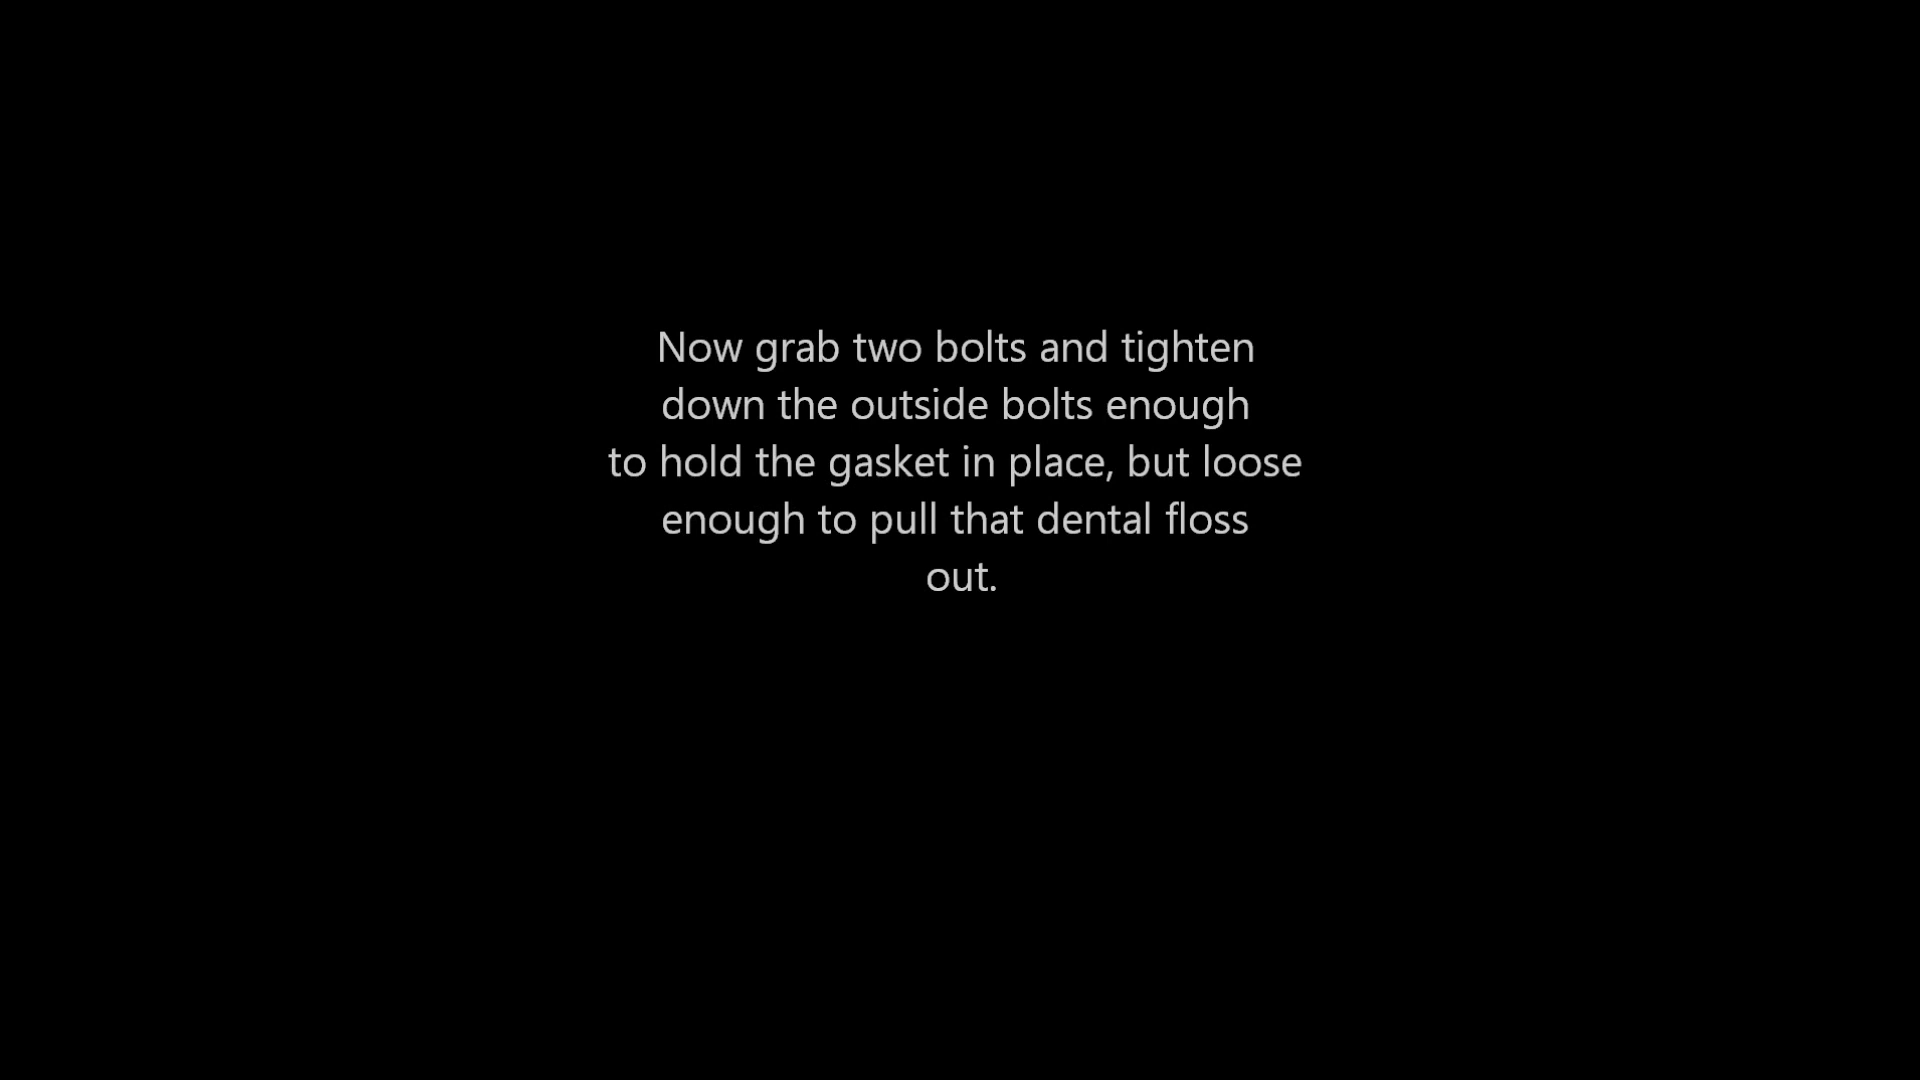 Now grab two bolts and tighten
down the outside bolts enough
to hold the gasket in place, but loose
enough to pull that dental floss
out.